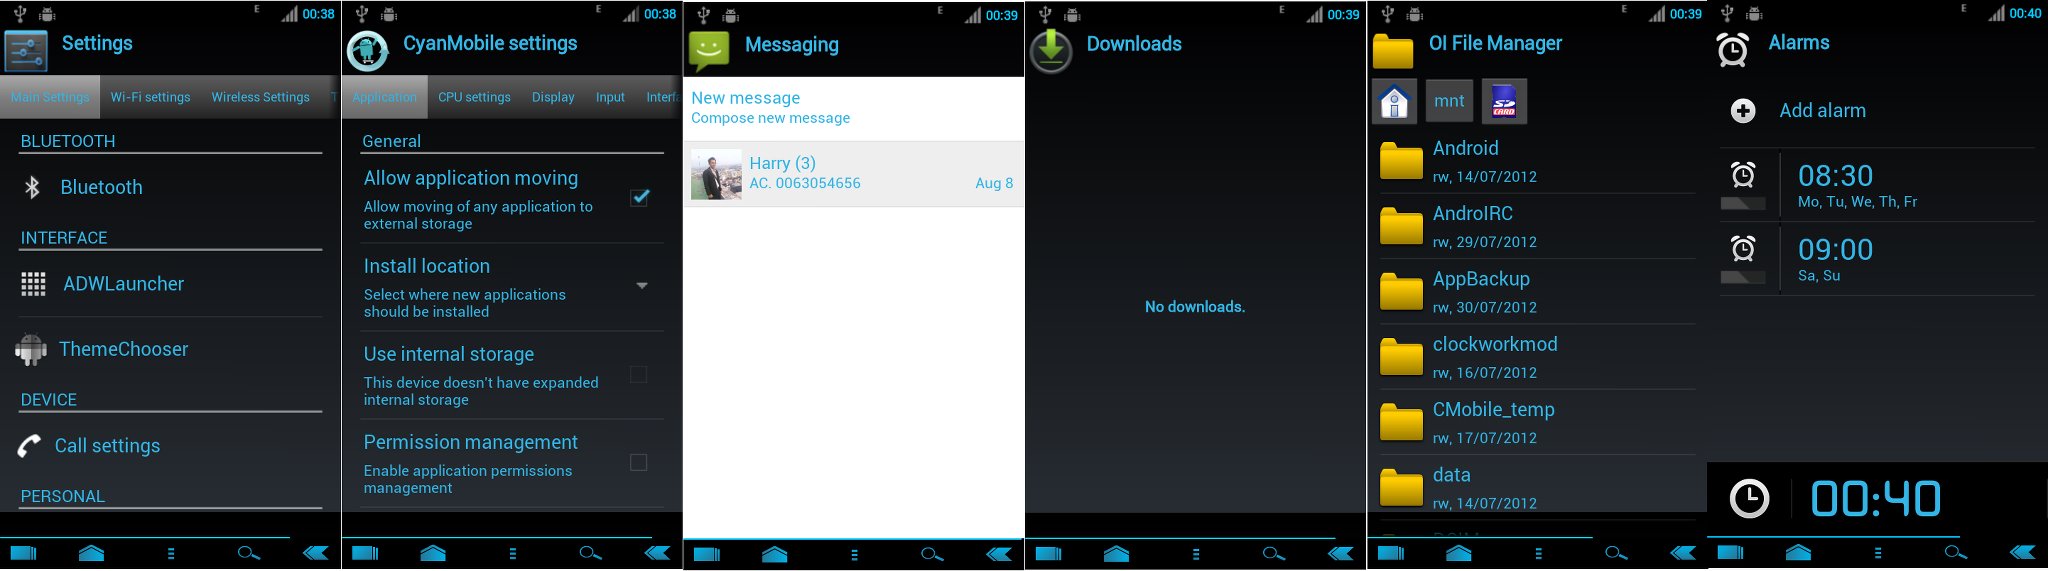 E 00:38
Settings
Main Settings Wi-Fi settings Wireless Settings T
BLUETOOTH
Bluetooth
INTERFACE
ADWLauncher
ThemeChooser
DEVICE
Call settings
PERSONAL
E 00:38
CyanMobile settings
Application CPU settings Display Input Interfa
General
Allow application moving
Allow moving of any application to
external storage
Install location
Select where new applications
should be installed
Use internal storage
This device doesn't have expanded
internal storage
Permission management
Enable application permissions
management
E 00:39
Messaging
New message
Compose new message
Harry (3)
AC. 0063054656 Aug 8
E 00:39
Downloads
No downloads.
E 00:39
OI File Manager
mnt
SD CARD
Android
rw, 14/07/2012
AndroIRC
rw, 29/07/2012
AppBackup
rw, 30/07/2012
clockworkmod
rw, 16/07/2012
CMobile_temp
rw, 17/07/2012
data
rw, 14/07/2012
E 00:40
Alarms
Add alarm
08:30
Mo, Tu, We, Th, Fr
09:00
Sa, Su
00:40